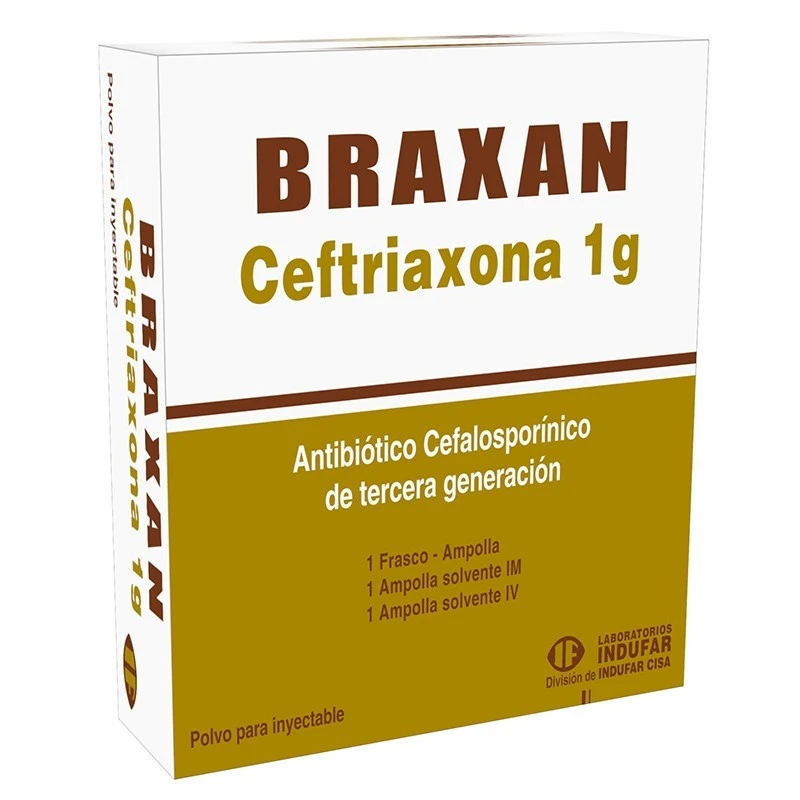 BRAXAN
Ceftriaxona 1g
Antibiótico Cefalosporínico
de tercera generación
1 Frasco - Ampolla
1 Ampolla solvente IM
1 Ampolla solvente IV
LABORATORIOS
INDUFAR
División de INDUFAR CISA
Polvo para inyectable
Polvo para inyectable
BRAXAN
Ceftriaxona 1g